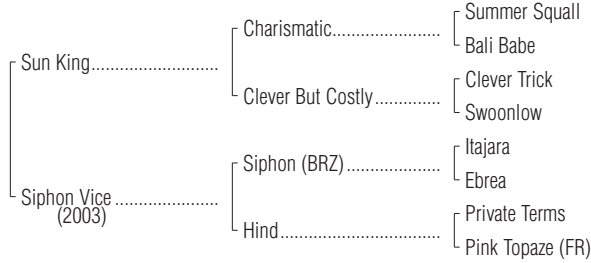 Summer Squall
Charismatic........................
Bali Babe
Sun King............................
Clever Trick
Clever But Costly...............
Swoonlow
Itajara
Siphon (BRZ)......................
Ebrea
Siphon Vice.......................
(2003)
Private Terms
Hind...................................
Pink Topaze (FR)